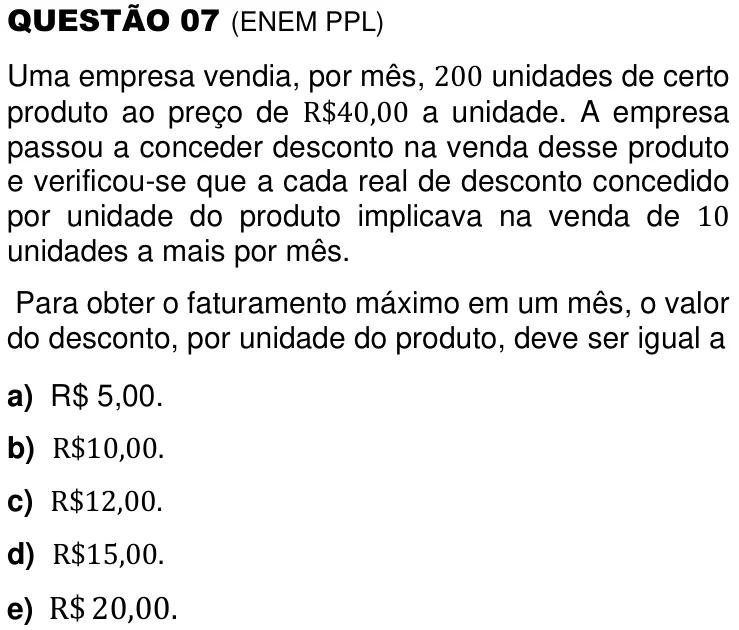 QUESTÃO 07 (ENEM PPL)
Uma empresa vendia, por mês, 200 unidades de certo
produto ao preço de R$40,00 a unidade. A empresa
passou a conceder desconto na venda desse produto
e verificou-se que a cada real de desconto concedido
por unidade do produto implicava na venda de 10
unidades a mais por mês.
Para obter o faturamento máximo em um mês, o valor
do desconto, por unidade do produto, deve ser igual a
a) R$ 5,00.
b) R$10,00.
c) R$12,00.
d) R$15,00.
e) R$ 20,00.